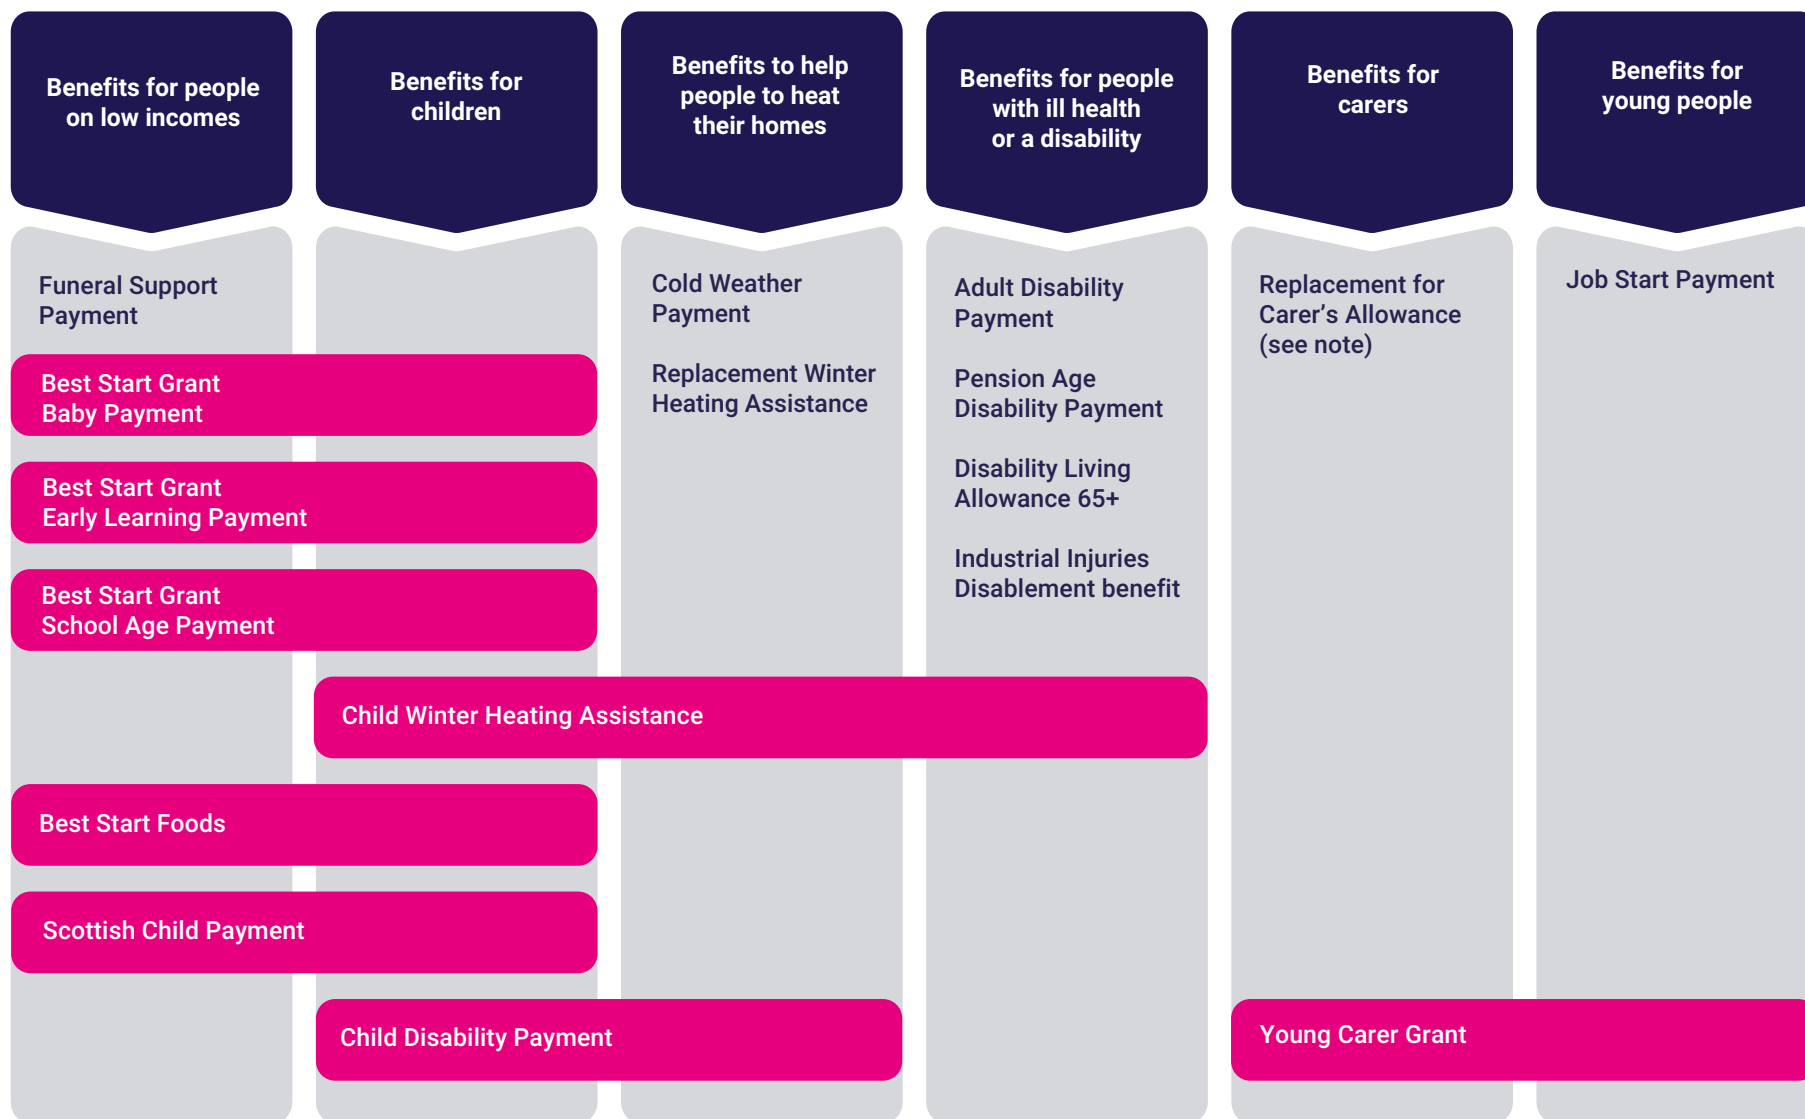 Benefits for people
on low incomes
Benefits for
children
Benefits to help
people to heat
their homes
Benefits for people
with ill health
or a disability
Benefits for
carers
Benefits for
young people
Funeral Support
Payment
Cold Weather
Payment
Replacement Winter
Heating Assistance
Adult Disability
Payment
Pension Age
Disability Payment
Disability Living
Allowance 65+
Industrial Injuries
Disablement benefit
Replacement for
Carer’s Allowance
(see note)
Job Start Payment
Best Start Grant
Baby Payment
Best Start Grant
Early Learning Payment
Best Start Grant
School Age Payment
Child Winter Heating Assistance
Best Start Foods
Scottish Child Payment
Child Disability Payment
Young Carer Grant